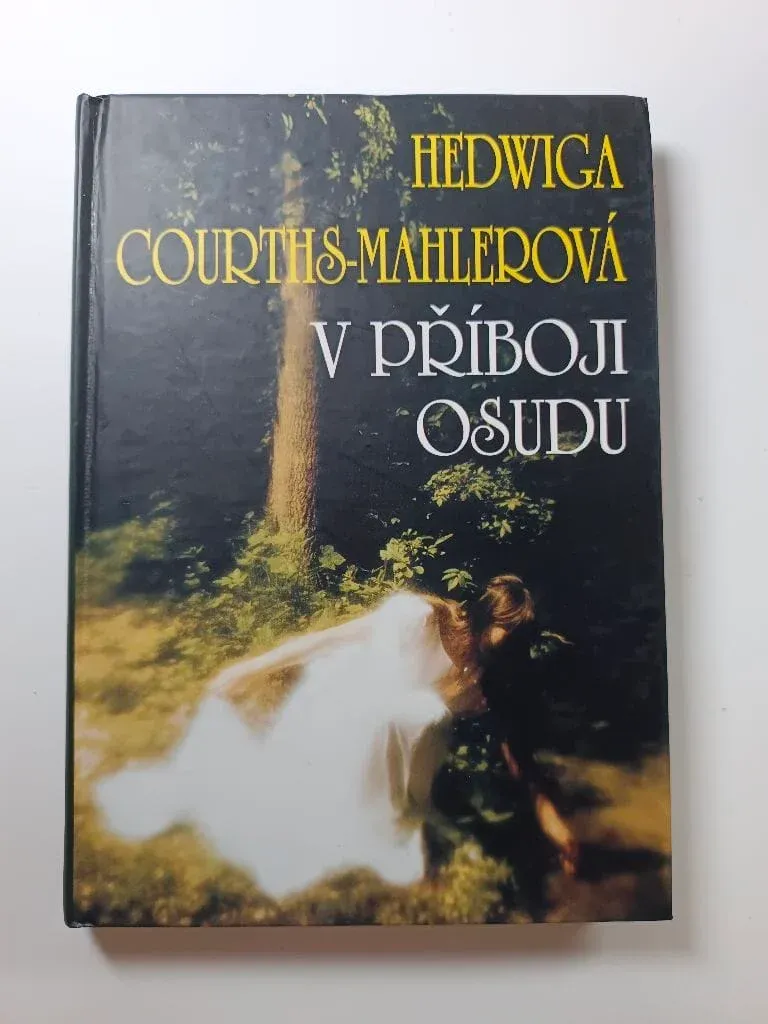 HEDWIGA
COURTHS-MAHLEROVÁ
V PŘÍBOJI
OSUDU